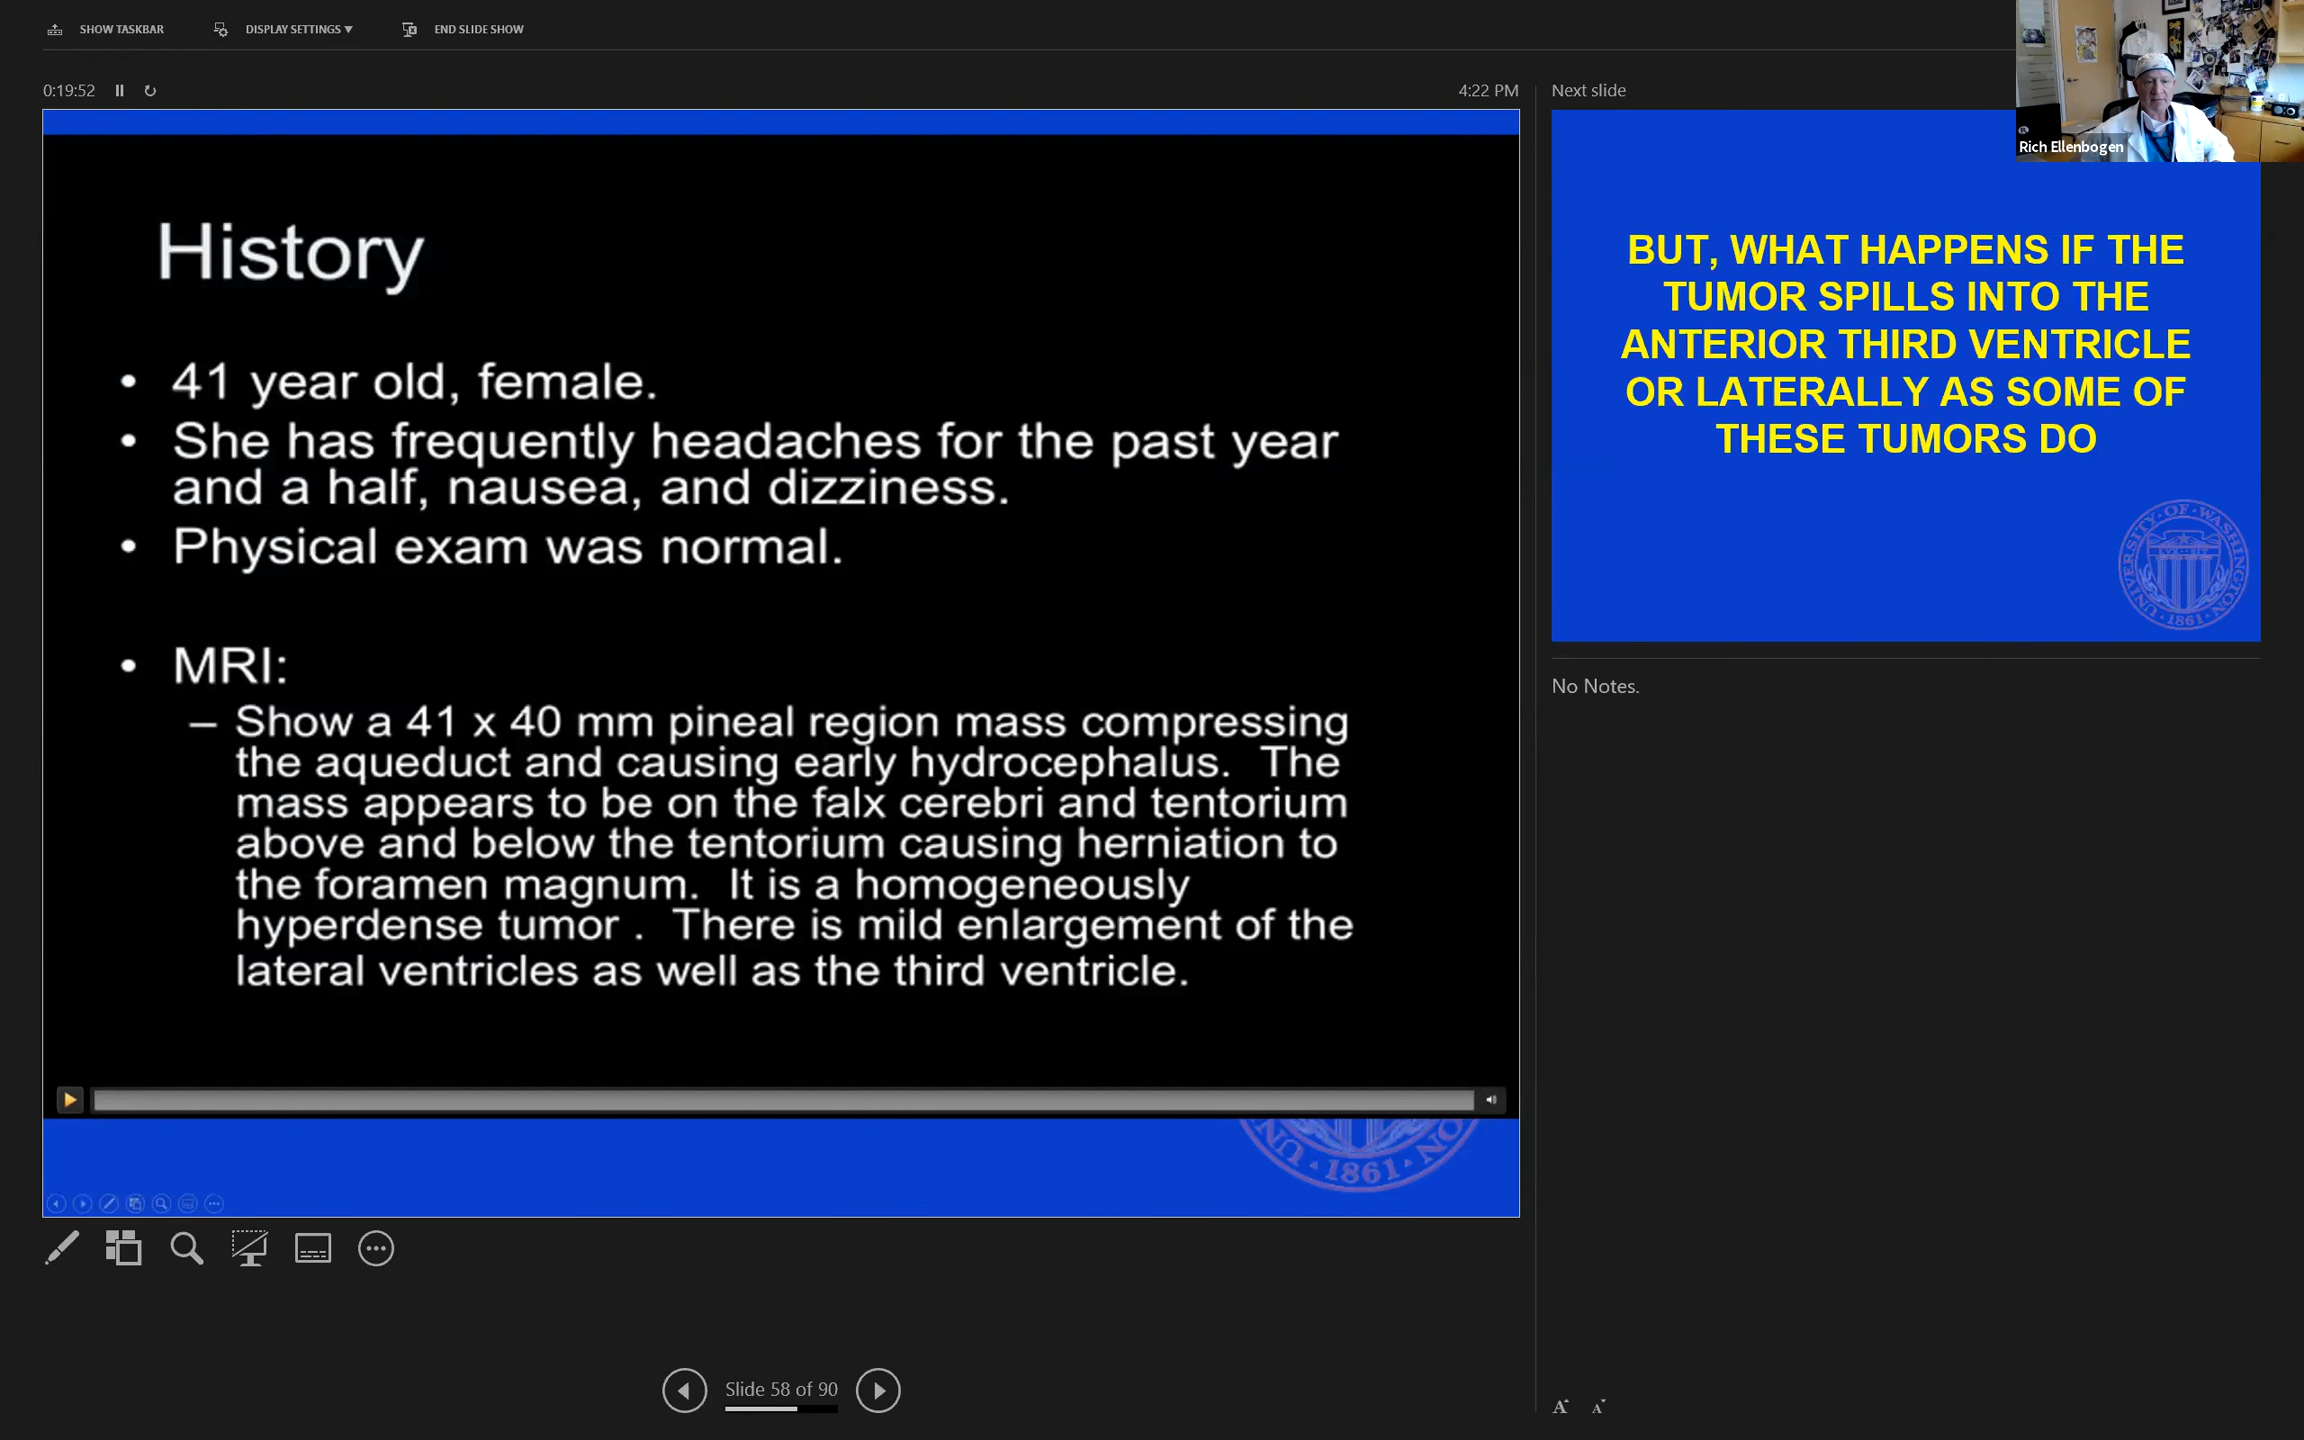 SHOW TASKBAR
DISPLAY SETTINGS
END SLIDE SHOW
0:19:52
4:22 PM
Next slide
Rich Ellenbogen
History
• 41 year old, female.
• She has frequently headaches for the past year
and a half, nausea, and dizziness.
• Physical exam was normal.
• MRI:
– Show a 41 x 40 mm pineal region mass compressing
the aqueduct and causing early hydrocephalus. The
mass appears to be on the falx cerebri and tentorium
above and below the tentorium causing herniation to
the foramen magnum. It is a homogeneously
hyperdense tumor . There is mild enlargement of the
lateral ventricles as well as the third ventricle.
UN
1861
ON
BUT, WHAT HAPPENS IF THE
TUMOR SPILLS INTO THE
ANTERIOR THIRD VENTRICLE
OR LATERALLY AS SOME OF
THESE TUMORS DO
UNIVERSITY OF WASHINGTON
LUX SIT
1861
No Notes.
Slide 58 of 90
A A